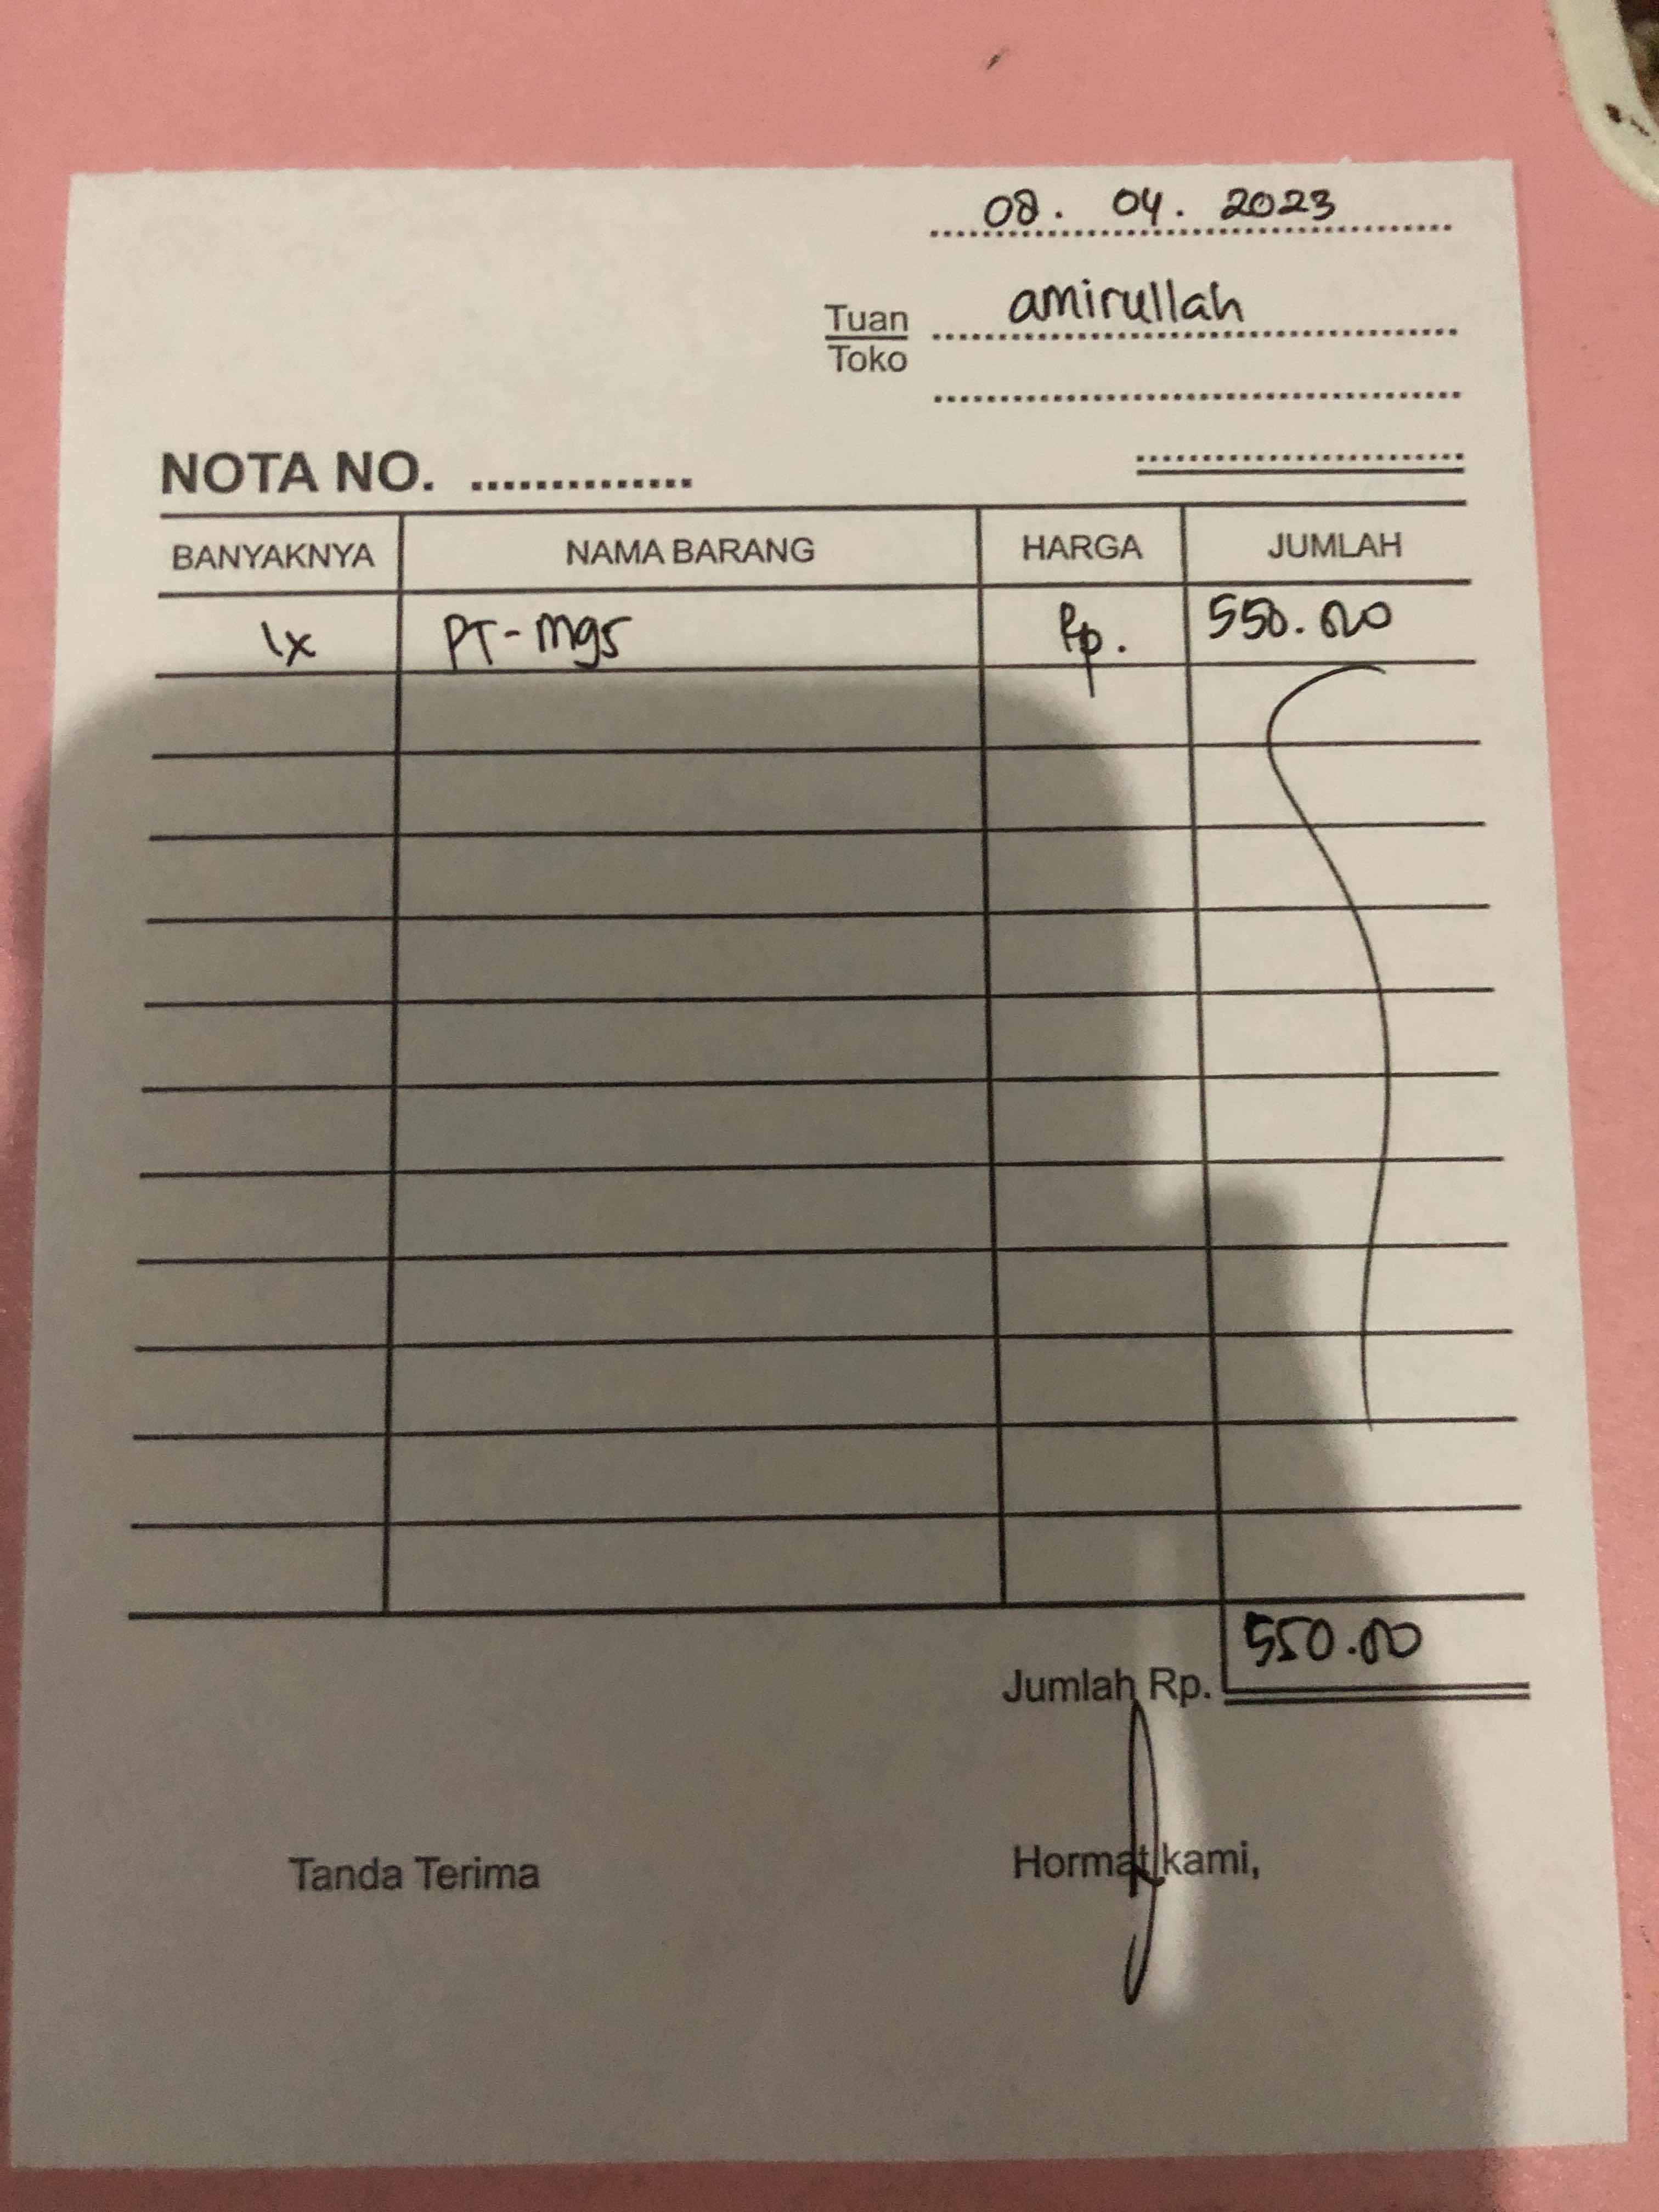 08. 04. 2023
Tuan amirullah
Toko
NOTA NO. ..............
BANYAKNYA NAMA BARANG HARGA JUMLAH
1x PT-mgs Rp. 550.000
Jumlah Rp. 550.000
Tanda Terima Hormat kami,